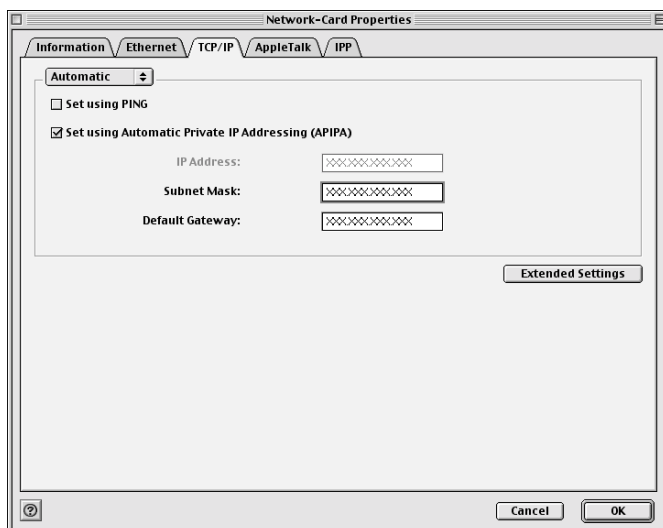 Network-Card Properties
Information Ethernet TCP/IP AppleTalk IPP
Automatic
Set using PING
Set using Automatic Private IP Addressing (APIPA)
IP Address: XXX.XXX.XXX.XXX
Subnet Mask: XXX.XXX.XXX.XXX
Default Gateway: XXX.XXX.XXX.XXX
Extended Settings
?
Cancel OK